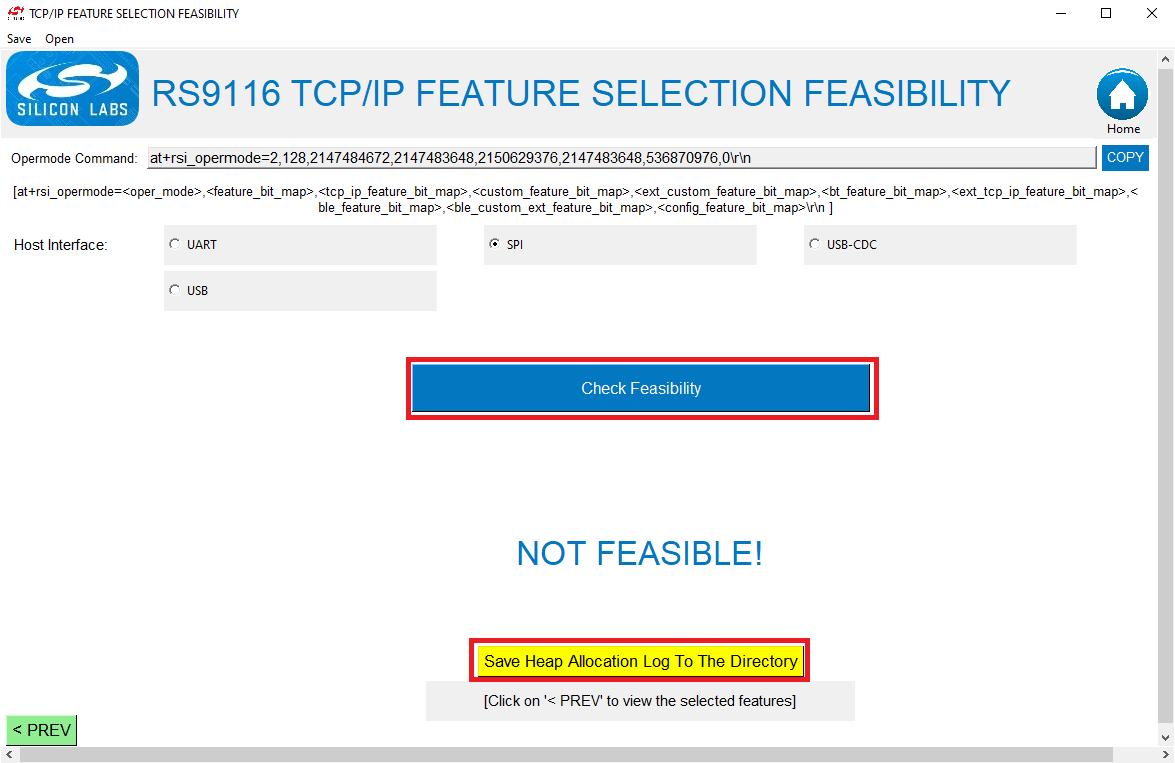 TCP/IP FEATURE SELECTION FEASIBILITY
Save Open
SILICON LABS
RS9116 TCP/IP FEATURE SELECTION FEASIBILITY
Home
Opermode Command: at+rsi_opermode=2,128,2147484672,2147483648,2150629376,2147483648,536870976,0\r\n COPY
[at+rsi_opermode=<oper_mode>,<feature_bit_map>,<tcp_ip_feature_bit_map>,<custom_feature_bit_map>,<ext_custom_feature_bit_map>,<bt_feature_bit_map>,<ext_tcp_ip_feature_bit_map>,<
ble_feature_bit_map>,<ble_custom_ext_feature_bit_map>,<config_feature_bit_map>\r\n ]
Host Interface: UART SPI USB-CDC
USB
Check Feasibility
NOT FEASIBLE!
Save Heap Allocation Log To The Directory
[Click on '< PREV' to view the selected features]
< PREV